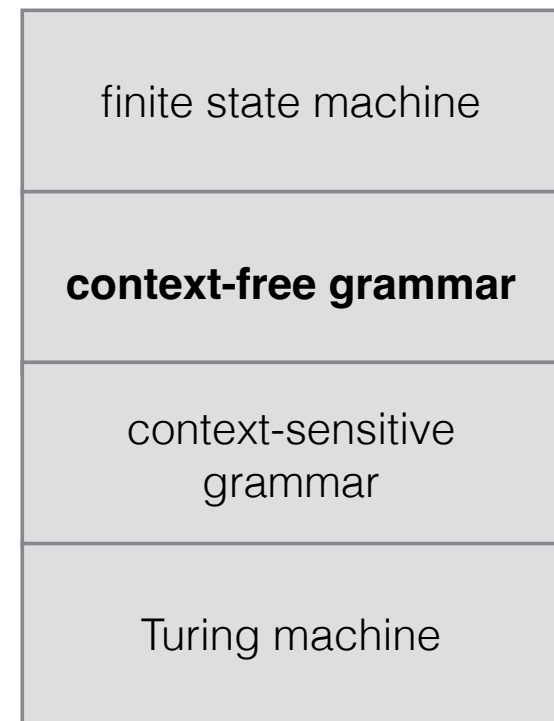 finite state machine
context-free grammar
context-sensitive
grammar
Turing machine